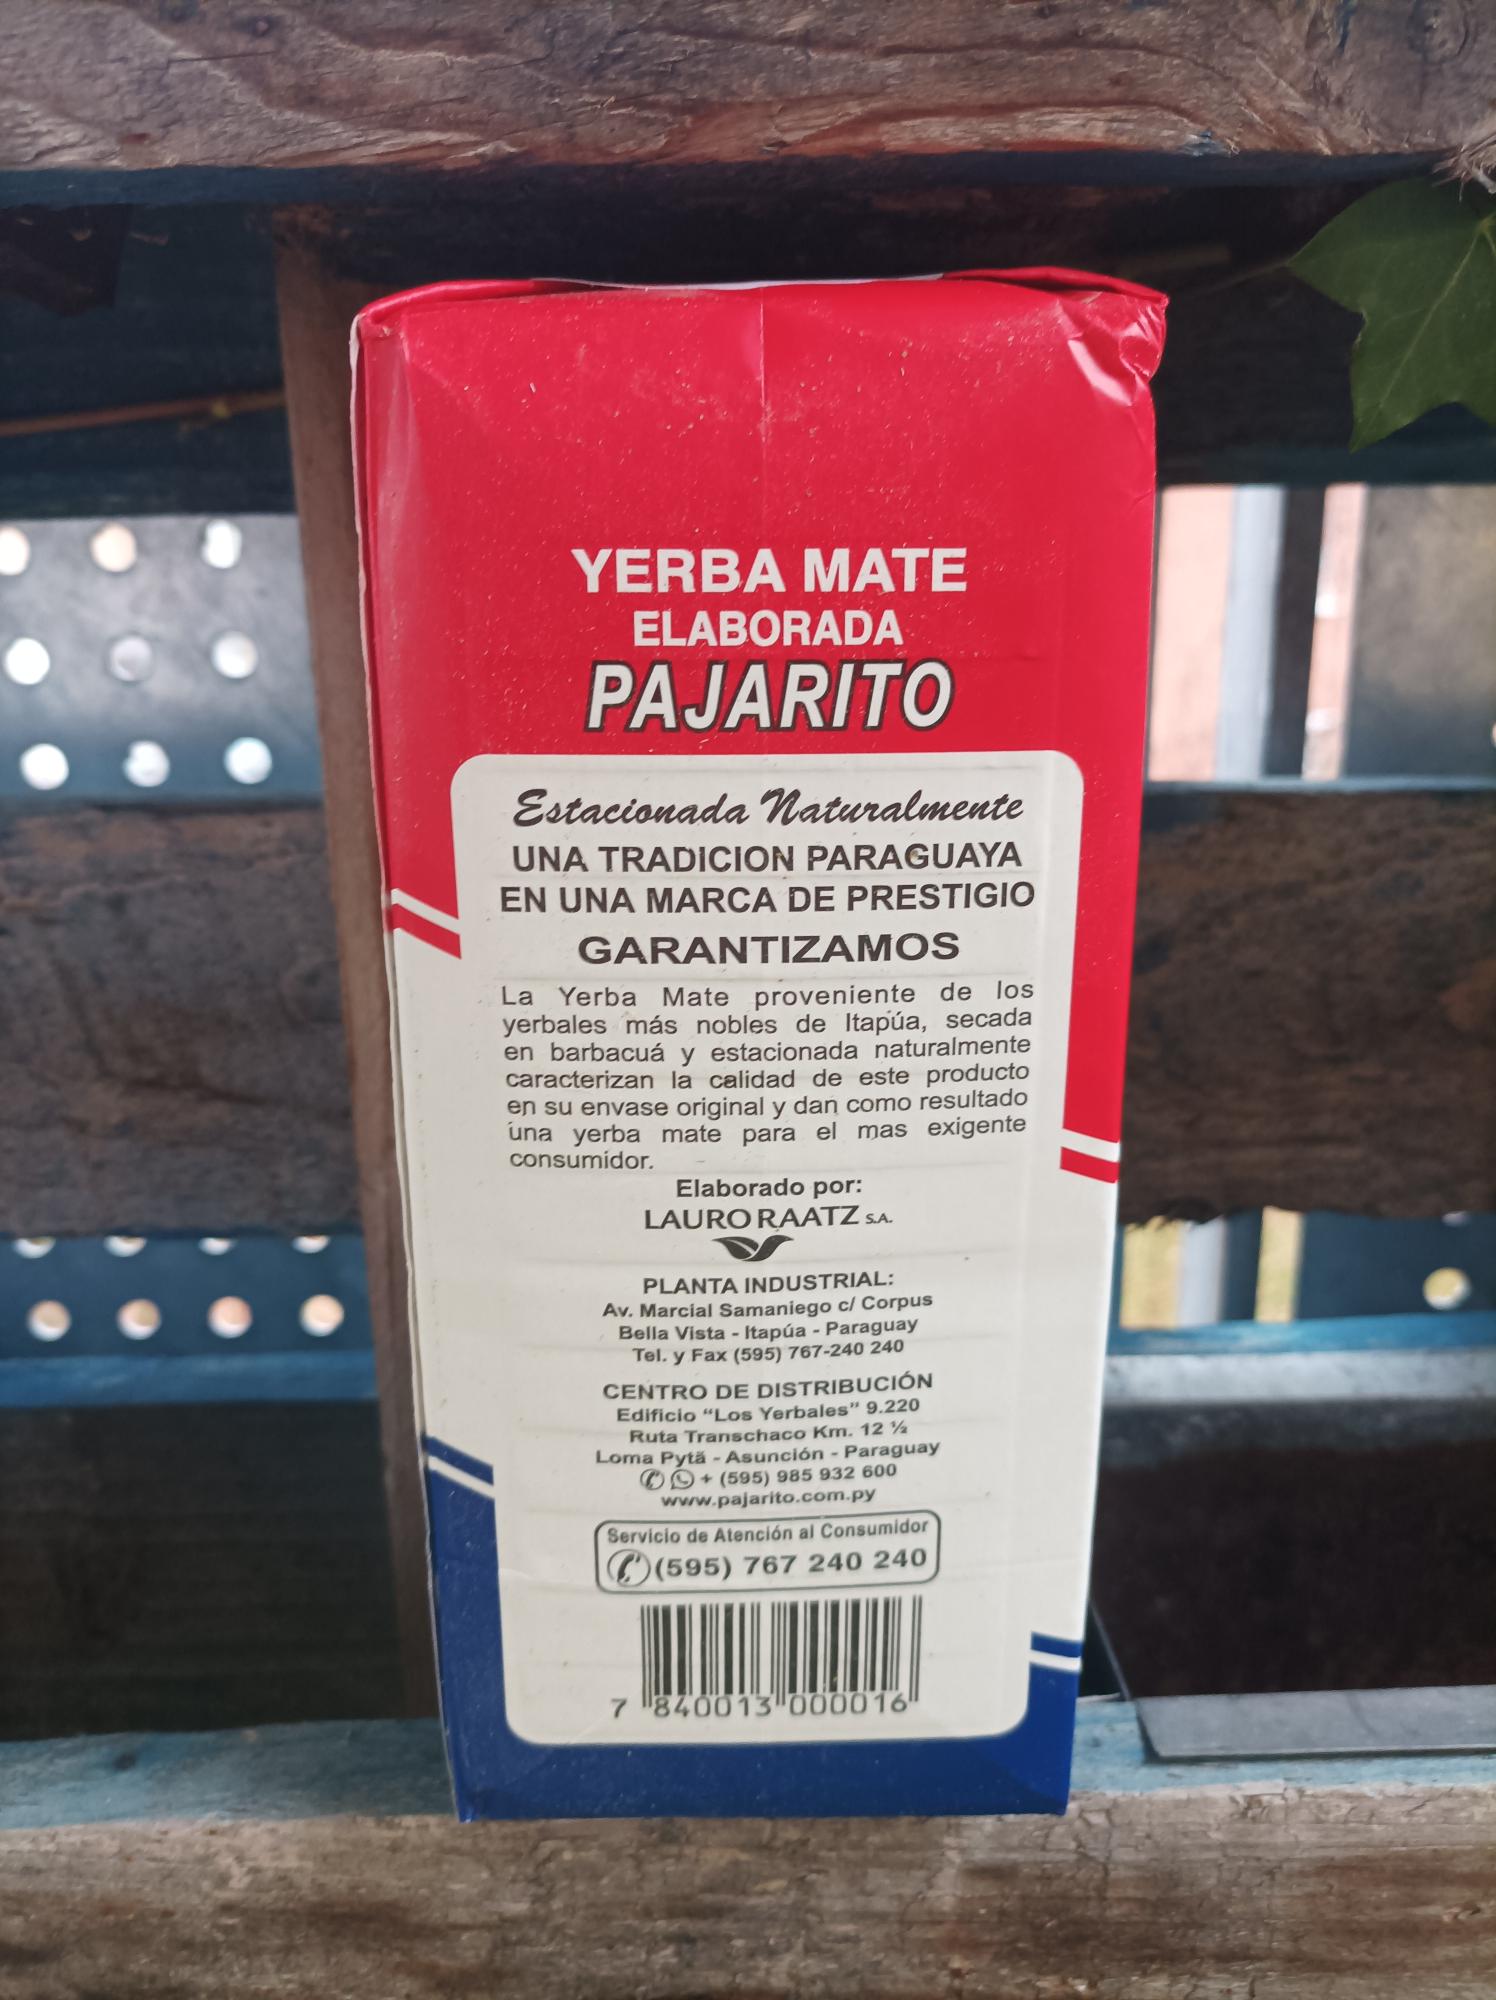 YERBA MATE
ELABORADA
PAJARITO
Estacionada Naturalmente
UNA TRADICION PARAGUAYA
EN UNA MARCA DE PRESTIGIO
GARANTIZAMOS
La Yerba Mate proveniente de los
yerbales más nobles de Itapúa, secada
en barbacuá y estacionada naturalmente
caracterizan la calidad de este producto
en su envase original y dan como resultado
una yerba mate para el mas exigente
consumidor.
Elaborado por:
LAURO RAATZ S.A.
PLANTA INDUSTRIAL:
Av. Marcial Samaniego c/ Corpus
Bella Vista - Itapúa - Paraguay
Tel. y Fax (595) 767-240 240
CENTRO DE DISTRIBUCIÓN
Edificio “Los Yerbales” 9.220
Ruta Transchaco Km. 12 ½
Loma Pytã - Asunción - Paraguay
+ (595) 985 932 600
www.pajarito.com.py
Servicio de Atención al Consumidor
(595) 767 240 240
7 840013 000016